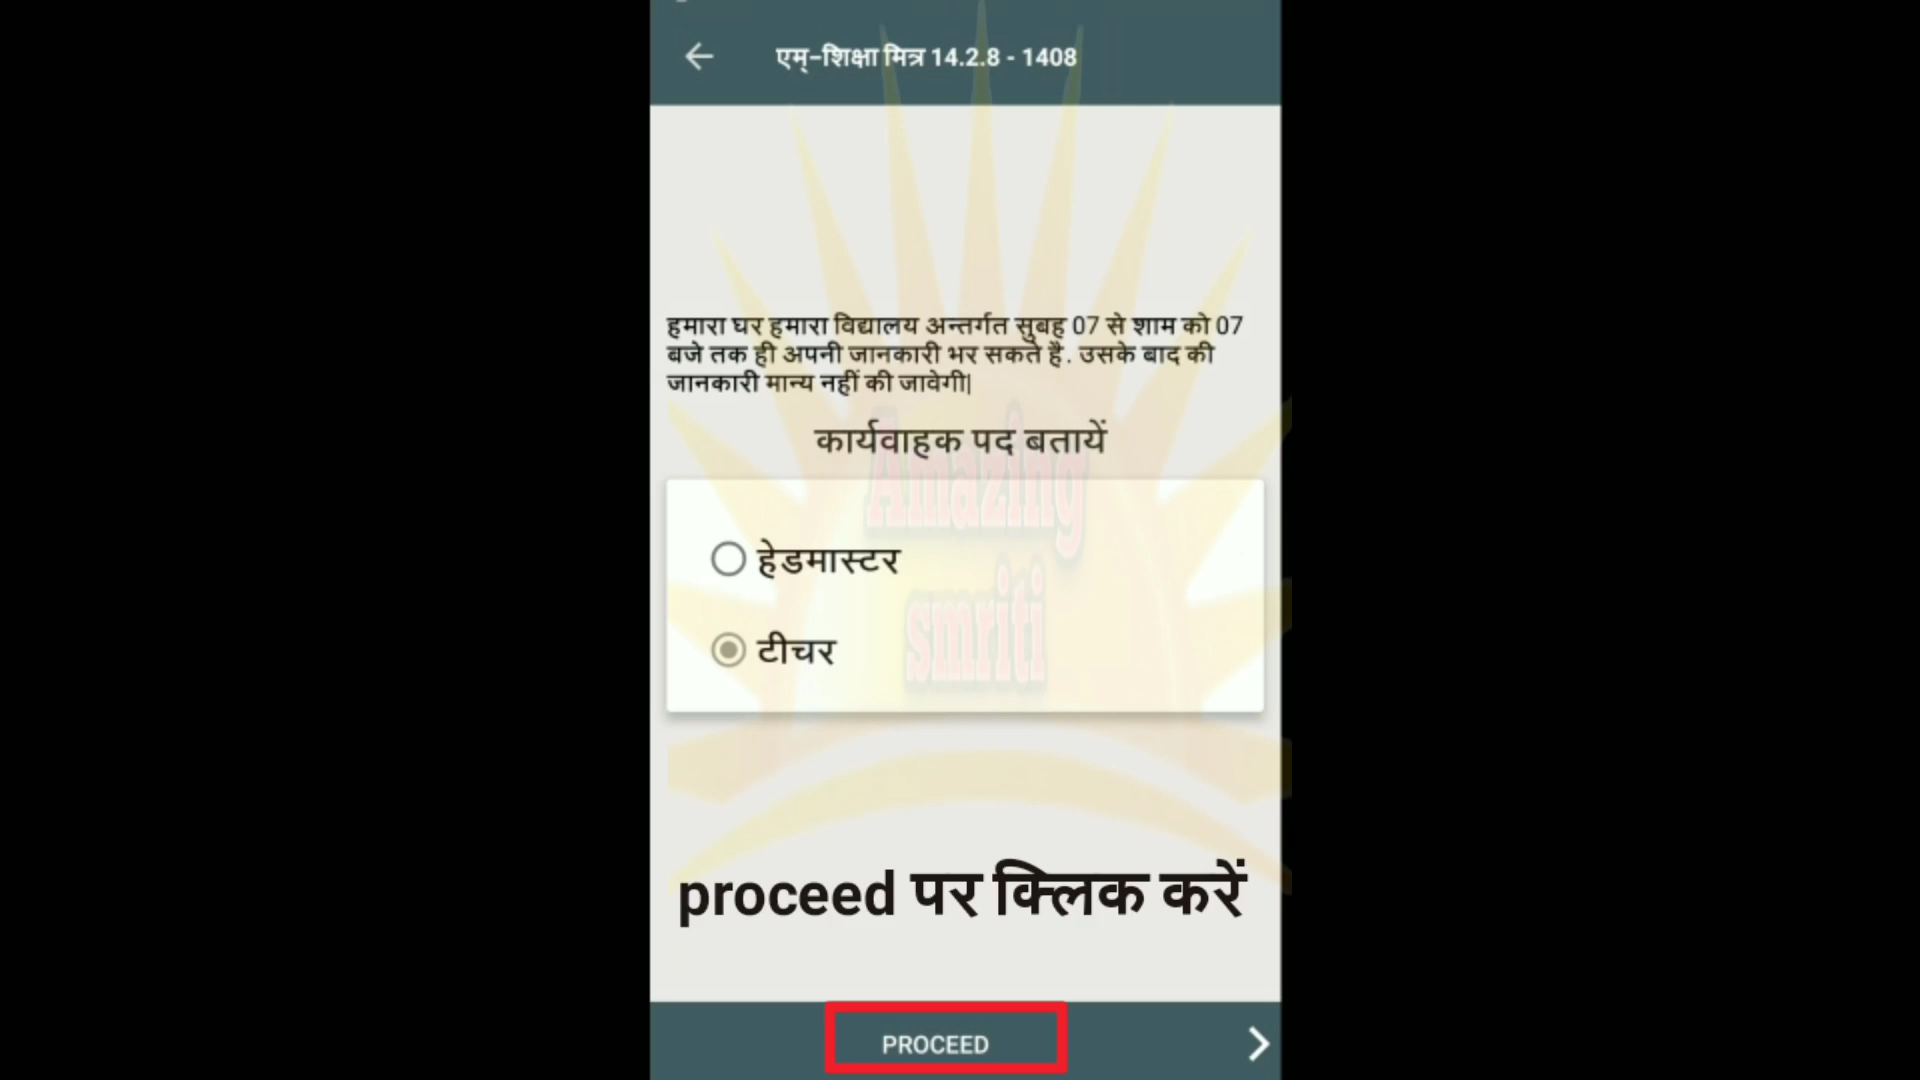 एम्-शिक्षा मित्र 14.2.8 - 1408
हमारा घर हमारा विद्यालय अन्तर्गत सुबह 07 से शाम को 07
बजे तक ही अपनी जानकारी भर सकते है. उसके बाद की
जानकारी मान्य नहीं की जावेगी|
कार्यवाहक पद बतायें
Amazing
हेडमास्टर
smriti
टीचर
proceed पर क्लिक करें
PROCEED